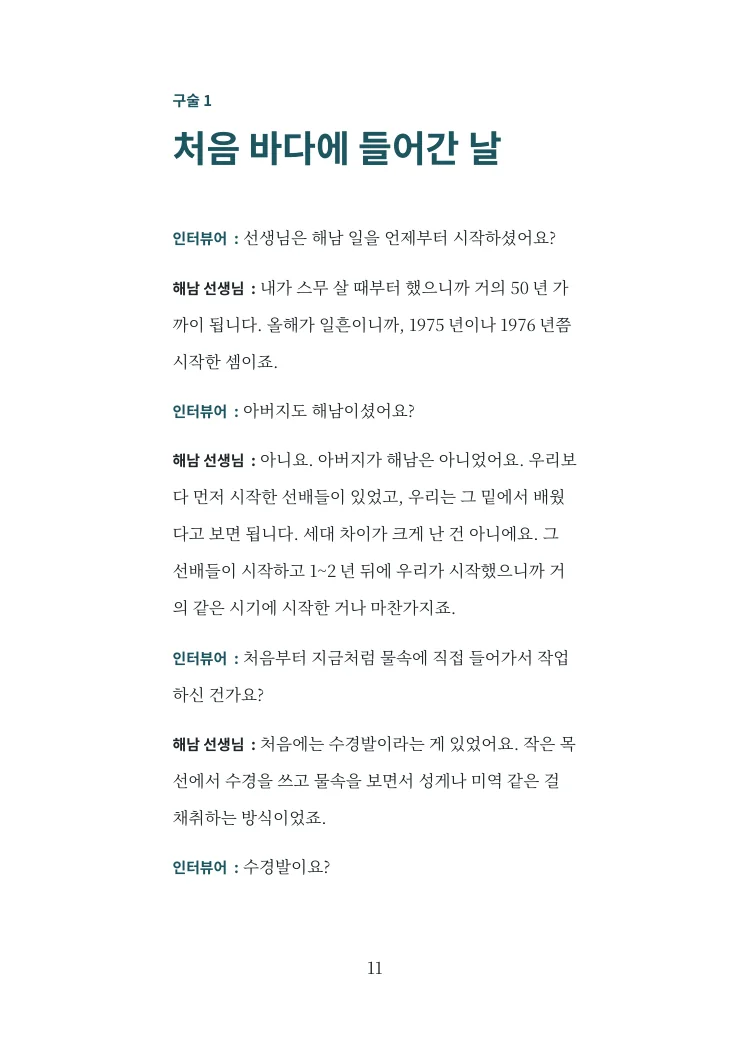 구술 1
처음 바다에 들어간 날
인터뷰어 : 선생님은 해남 일을 언제부터 시작하셨어요?
해남 선생님 : 내가 스무 살 때부터 했으니까 거의 50 년 가
까이 됩니다. 올해가 일흔이니까, 1975 년이나 1976 년쯤
시작한 셈이죠.
인터뷰어 : 아버지도 해남이셨어요?
해남 선생님 : 아니요. 아버지가 해남은 아니었어요. 우리보
다 먼저 시작한 선배들이 있었고, 우리는 그 밑에서 배웠
다고 보면 됩니다. 세대 차이가 크게 난 건 아니에요. 그
선배들이 시작하고 1~2 년 뒤에 우리가 시작했으니까 거
의 같은 시기에 시작한 거나 마찬가지죠.
인터뷰어 : 처음부터 지금처럼 물속에 직접 들어가서 작업
하신 건가요?
해남 선생님 : 처음에는 수경발이라는 게 있었어요. 작은 목
선에서 수경을 쓰고 물속을 보면서 성게나 미역 같은 걸
채취하는 방식이었죠.
인터뷰어 : 수경발이요?
11